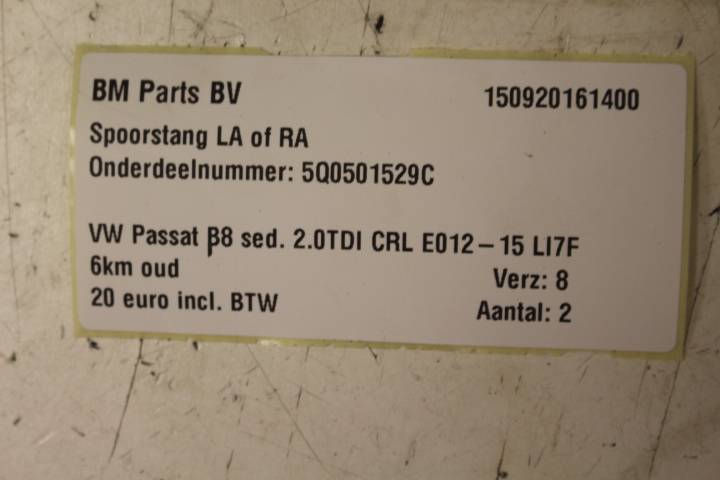 BM Parts BV 150920161400
Spoorstang LA of RA
Onderdeelnummer: 5Q0501529C
VW Passat β8 sed. 2.0TDI CRL E012-15 LI7F
6km oud Verz: 8
20 euro incl. BTW Aantal: 2